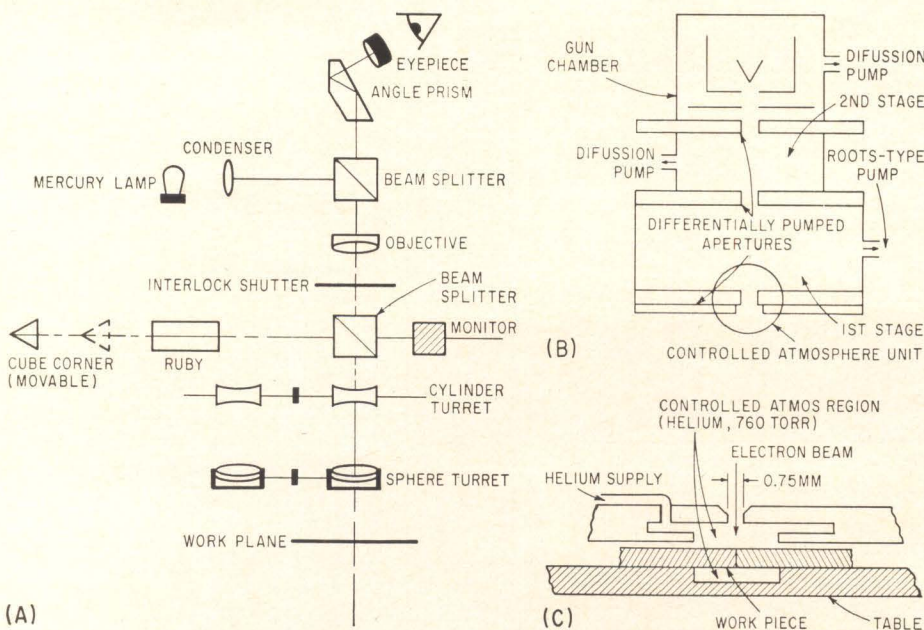 EYEPIECE
ANGLE PRISM
CONDENSER
MERCURY LAMP
BEAM SPLITTER
OBJECTIVE
INTERLOCK SHUTTER
BEAM
SPLITTER
MONITOR
CUBE CORNER
(MOVABLE)
RUBY
CYLINDER
TURRET
SPHERE TURRET
WORK PLANE
(A)
GUN
CHAMBER
DIFUSSION
PUMP
2ND STAGE
DIFUSSION
PUMP
ROOTS-TYPE
PUMP
DIFFERENTIALLY PUMPED
APERTURES
1ST STAGE
(B)
CONTROLLED ATMOSPHERE UNIT
CONTROLLED ATMOS REGION
(HELIUM, 760 TORR)
ELECTRON BEAM
HELIUM SUPPLY
0.75MM
(C)
WORK PIECE
TABLE